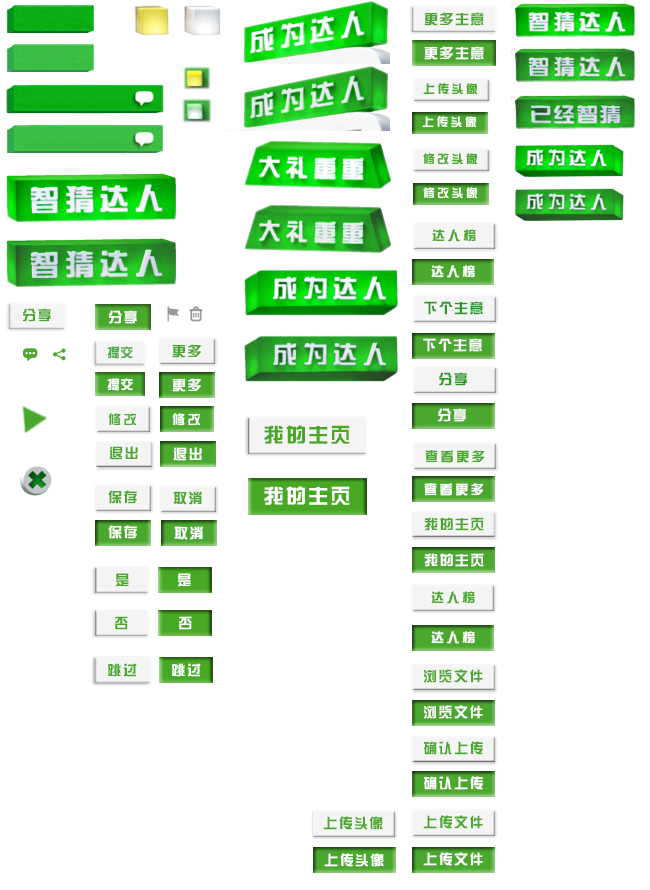 智猜达人
智猜达人
分享
分享
提交
更多
提交
更多
修改
修改
退出
退出
保存
取消
保存
取消
是
是
否
否
跳过
跳过
成为达人
成为达人
大礼重重
大礼重重
成为达人
成为达人
我的主页
我的主页
上传头像
上传头像
更多主意
更多主意
上传头像
上传头像
修改头像
修改头像
达人榜
达人榜
下个主意
下个主意
分享
分享
查看更多
查看更多
我的主页
我的主页
达人榜
达人榜
浏览文件
浏览文件
确认上传
确认上传
上传文件
上传文件
智猜达人
智猜达人
已经智猜
成为达人
成为达人